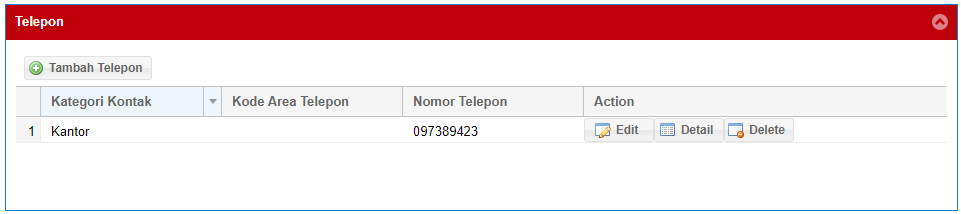 Telepon
Tambah Telepon
Kategori Kontak Kode Area Telepon Nomor Telepon Action
1 Kantor 097389423 Edit Detail Delete